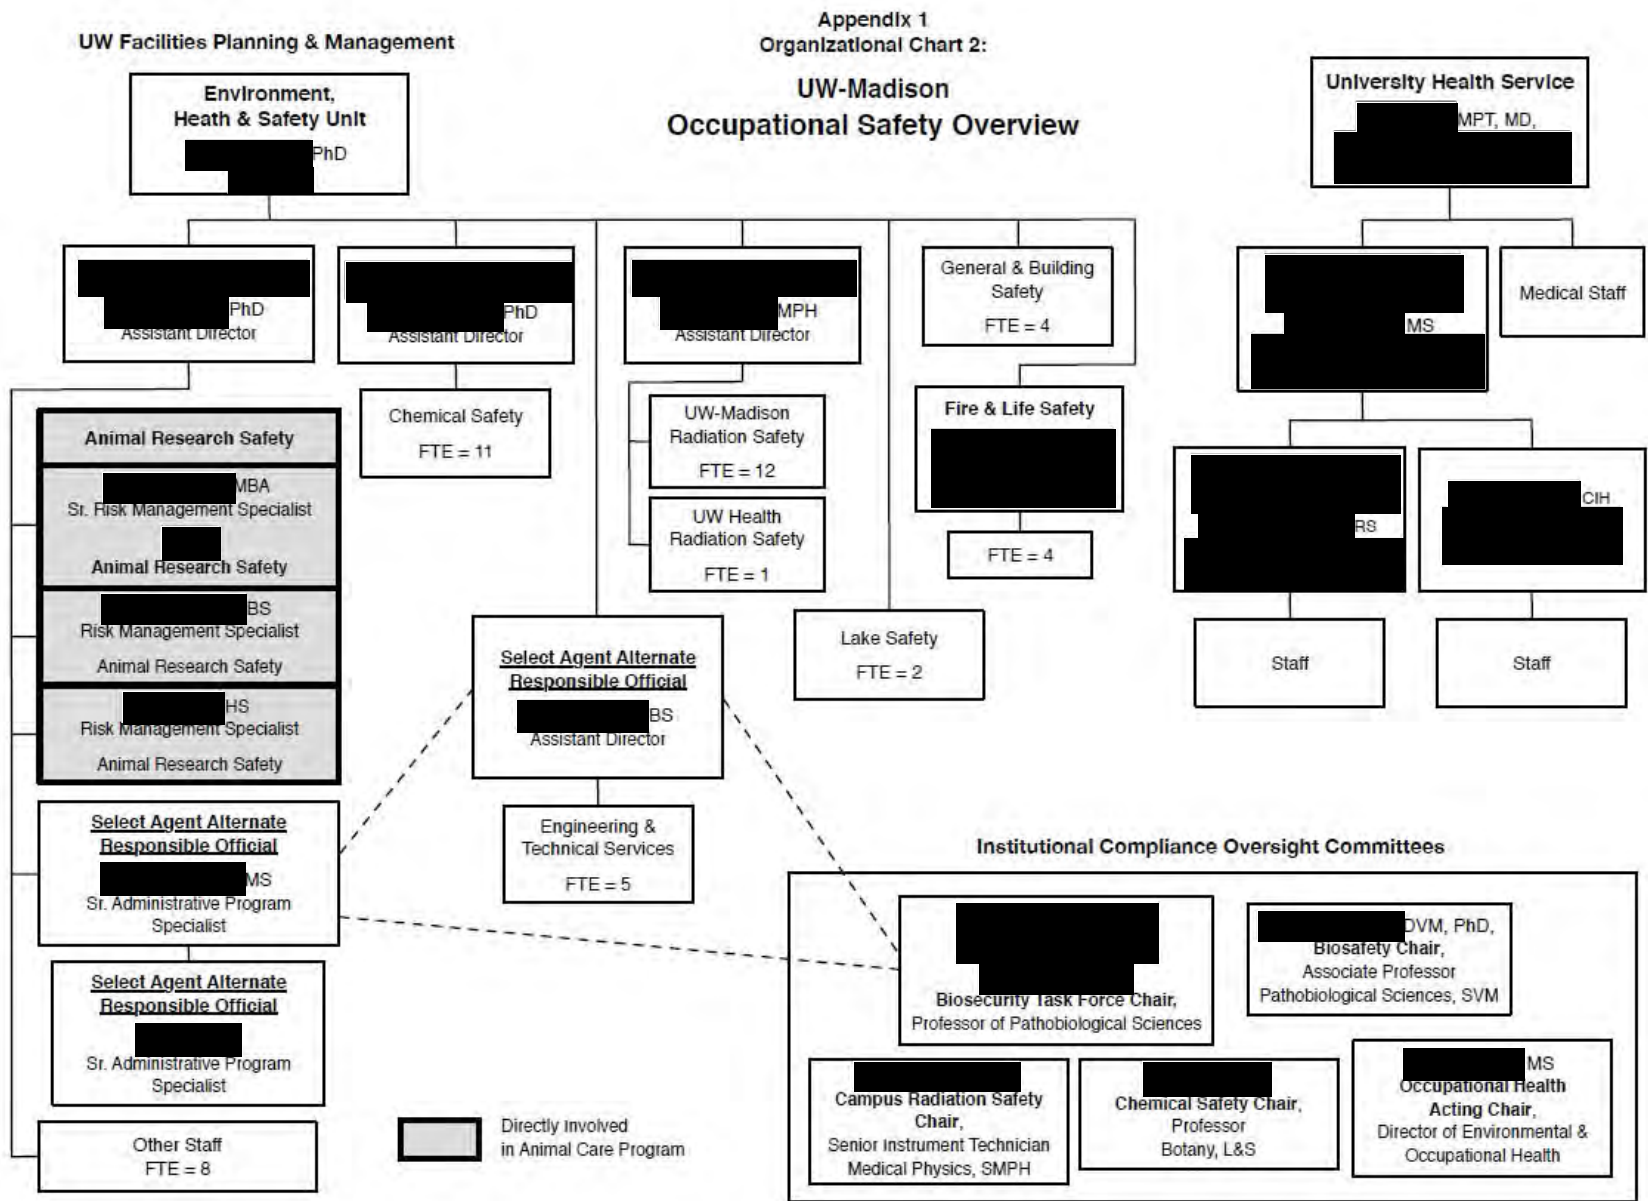 Appendix 1
Organizational Chart 2:
UW-Madison
Occupational Safety Overview
UW Facilities Planning & Management
Environment,
Heath & Safety Unit
PhD
University Health Service
MPT, MD,
PhD
Assistant Director
PhD
Assistant Director
MPH
Assistant Director
General & Building
Safety
FTE = 4
MS
Medical Staff
Animal Research Safety
MBA
Sr. Risk Management Specialist
Animal Research Safety
BS
Risk Management Specialist
Animal Research Safety
HS
Risk Management Specialist
Animal Research Safety
Chemical Safety
FTE = 11
UW-Madison
Radiation Safety
FTE = 12
UW Health
Radiation Safety
FTE = 1
Fire & Life Safety
FTE = 4
RS
CIH
Staff
Staff
Select Agent Alternate
Responsible Official
BS
Assistant Director
Lake Safety
FTE = 2
Engineering &
Technical Services
FTE = 5
Select Agent Alternate
Responsible Official
MS
Sr. Administrative Program
Specialist
Select Agent Alternate
Responsible Official
Sr. Administrative Program
Specialist
Other Staff
FTE = 8
Directly Involved
in Animal Care Program
Institutional Compliance Oversight Committees
Biosecurity Task Force Chair,
Professor of Pathobiological Sciences
DVM, PhD,
Biosafety Chair,
Associate Professor
Pathobiological Sciences, SVM
Campus Radiation Safety
Chair,
Senior Instrument Technician
Medical Physics, SMPH
Chemical Safety Chair,
Professor
Botany, L&S
MS
Occupational Health
Acting Chair,
Director of Environmental &
Occupational Health